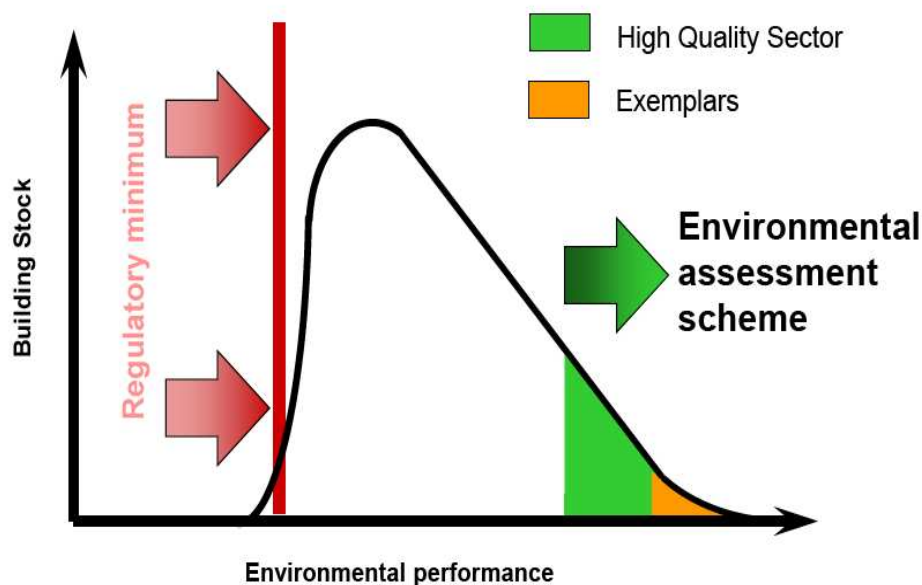 High Quality Sector
Exemplars
Regulatory minimum
Building Stock
Environmental
assessment
scheme
Environmental performance